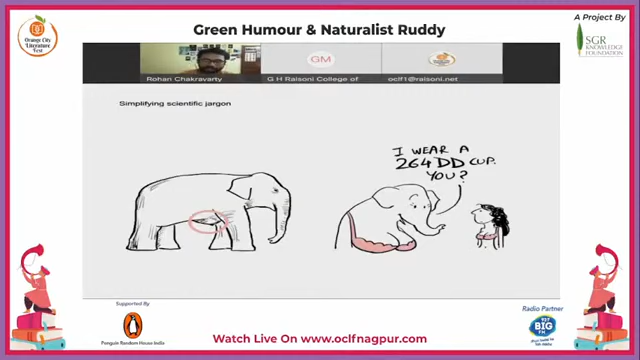 Orange City
Literature
Fest
Green Humour & Naturalist Ruddy
A Project By
SGR
KNOWLEDGE
FOUNDATION
GM
Rohan Chakravarty
G H Raisoni College of
oclf1@raisoni.net
Simplifying scientific jargon
I WEAR A
264 DD CUP.
YOU?
Supported By
Penguin Random House India
Watch Live On www.oclfnagpur.com
Radio Partner
BIG
FM